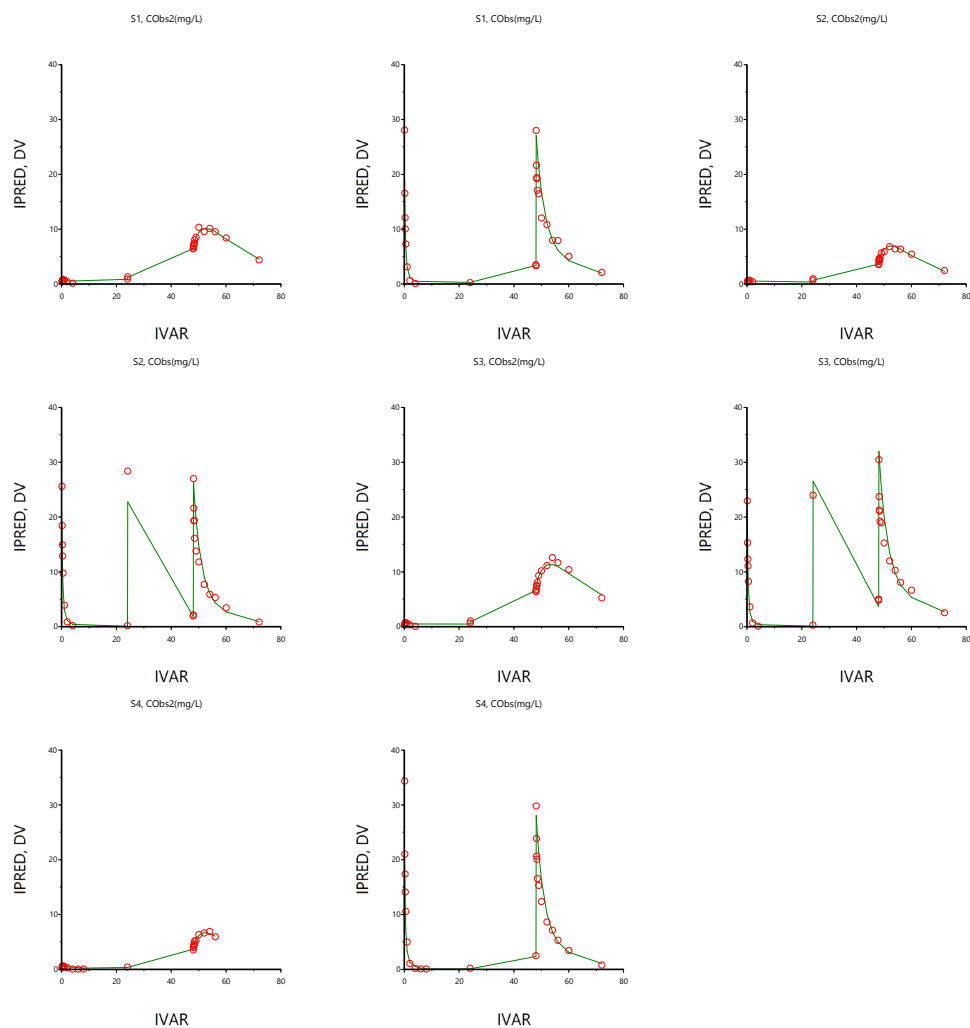 S1, CObs2(mg/L)
40
30
20
10
0
0 20 40 60 80
IPRED, DV
IVAR
S1, CObs(mg/L)
40
30
20
10
0
0 20 40 60 80
IPRED, DV
IVAR
S2, CObs2(mg/L)
40
30
20
10
0
0 20 40 60 80
IPRED, DV
IVAR
S2, CObs(mg/L)
40
30
20
10
0
0 20 40 60 80
IPRED, DV
IVAR
S3, CObs2(mg/L)
40
30
20
10
0
0 20 40 60 80
IPRED, DV
IVAR
S3, CObs(mg/L)
40
30
20
10
0
0 20 40 60 80
IPRED, DV
IVAR
S4, CObs2(mg/L)
40
30
20
10
0
0 20 40 60 80
IPRED, DV
IVAR
S4, CObs(mg/L)
40
30
20
10
0
0 20 40 60 80
IPRED, DV
IVAR